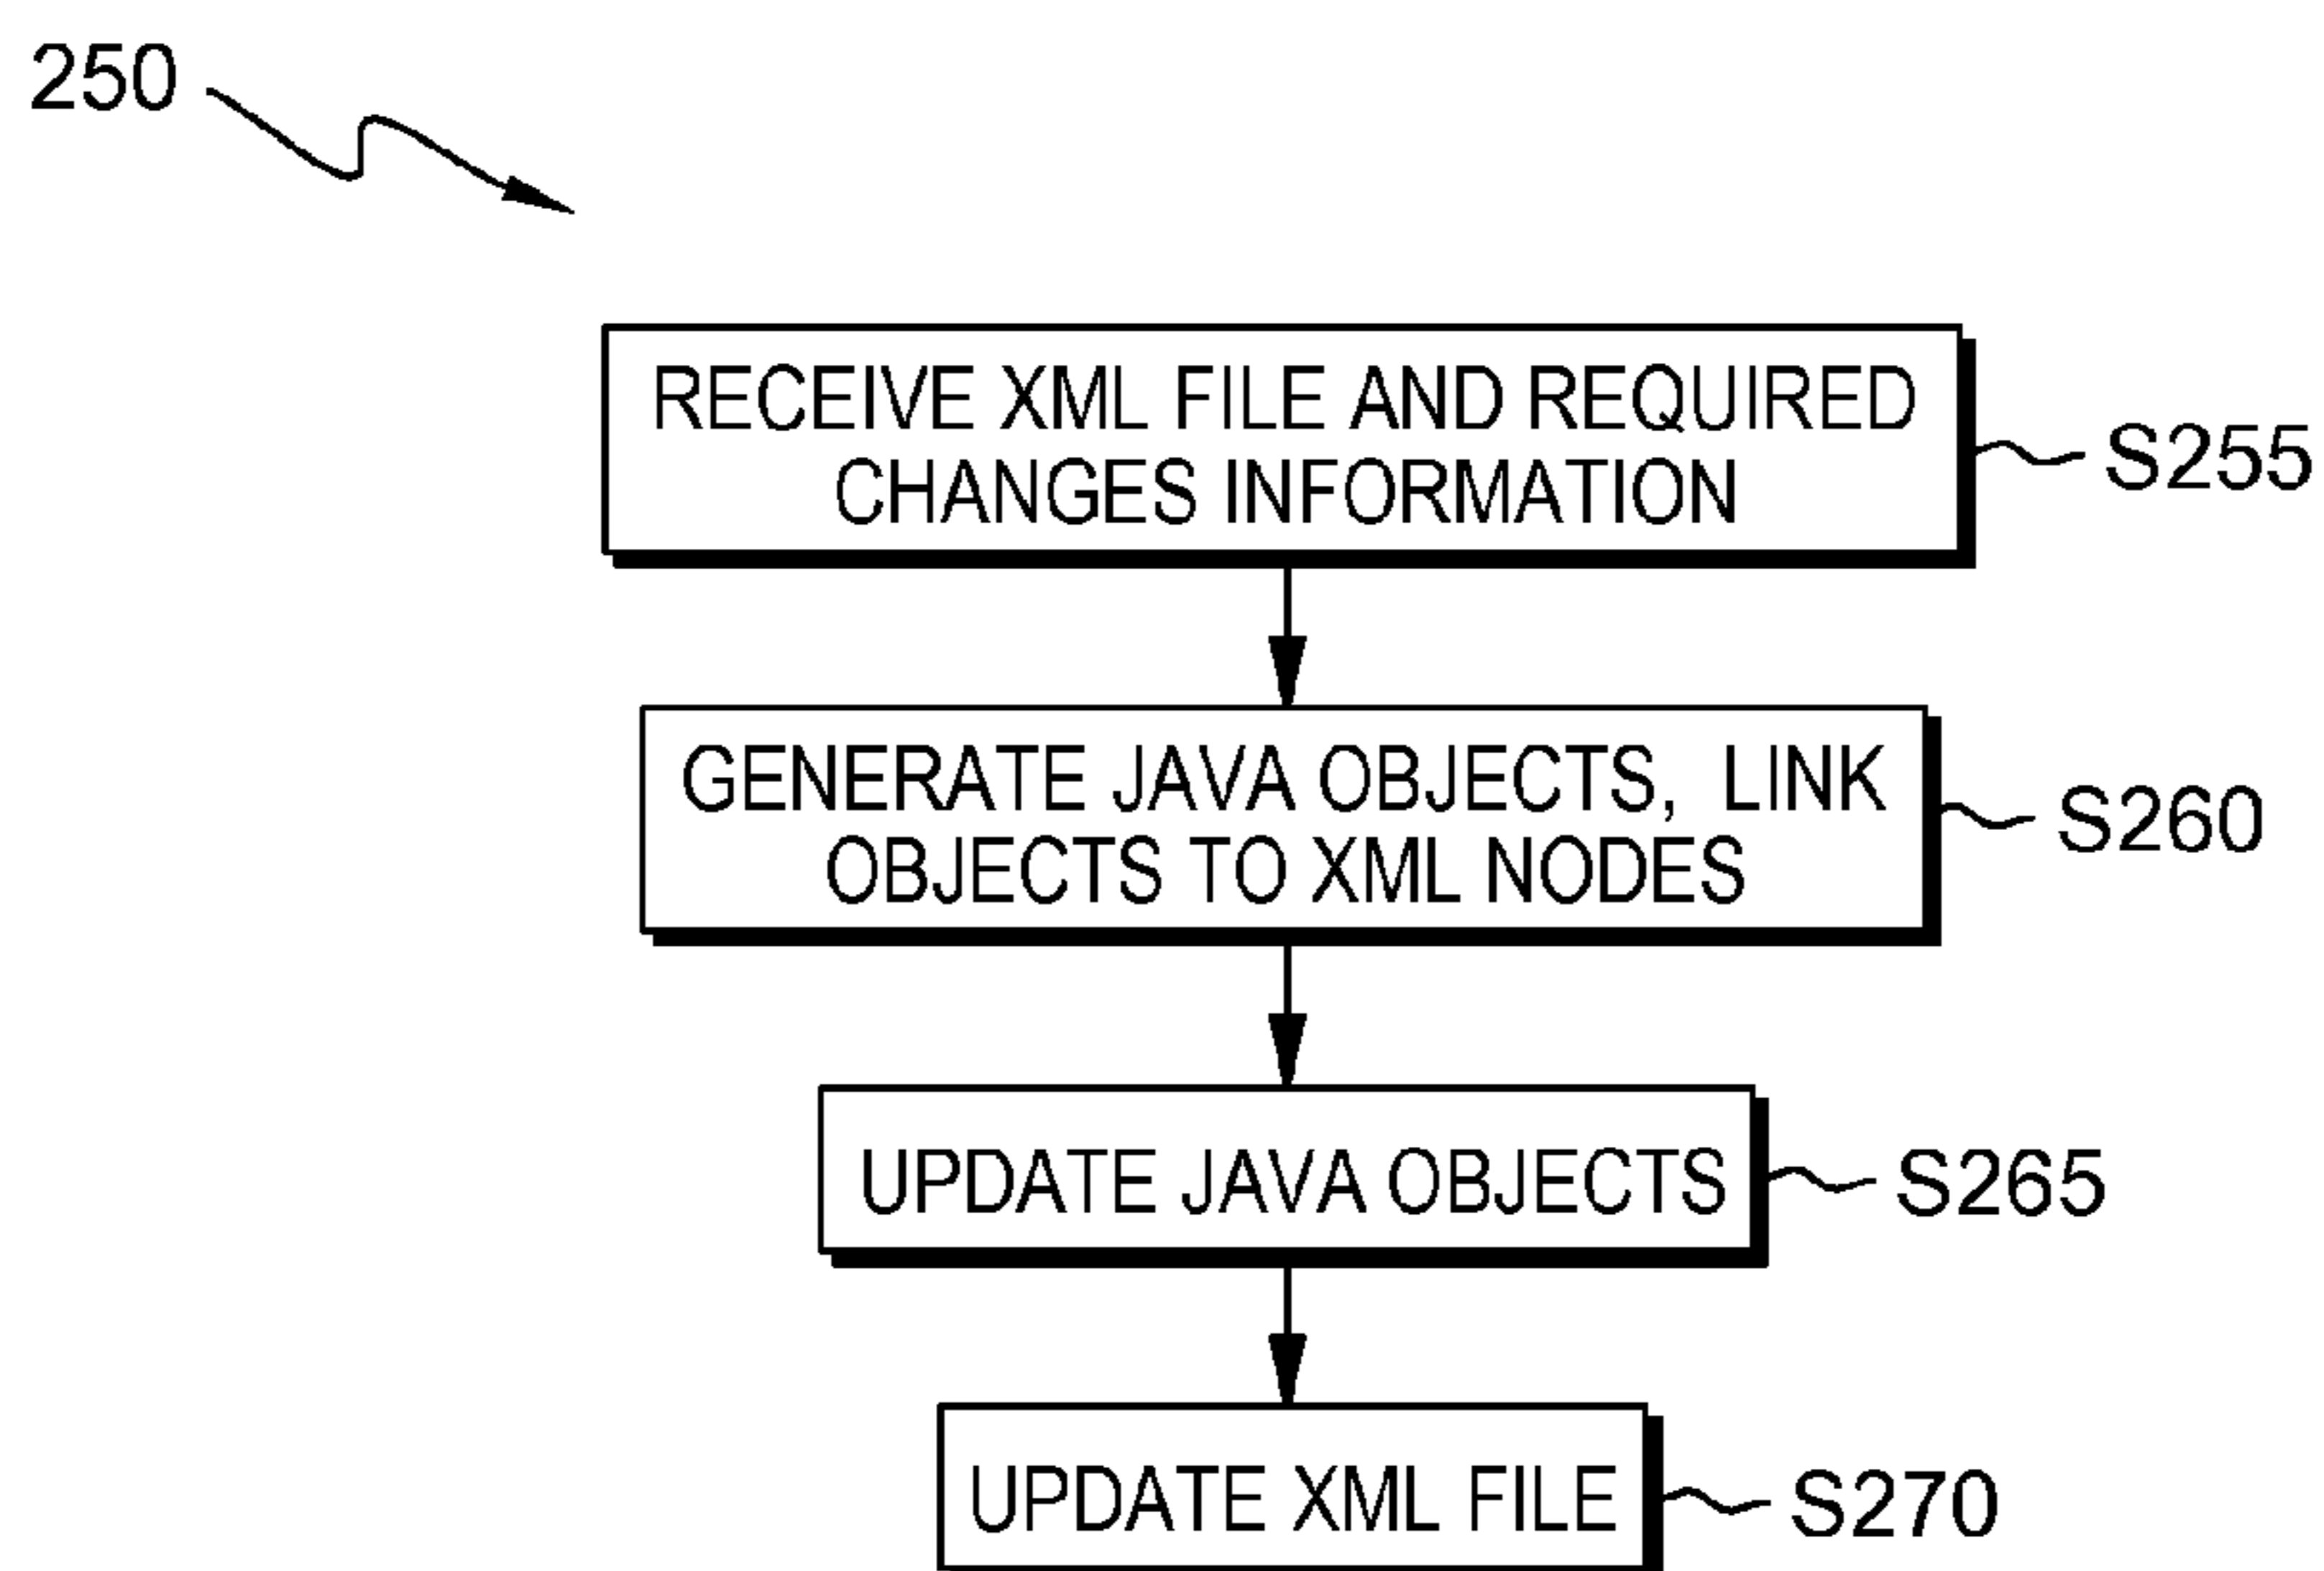 250
RECEIVE XML FILE AND REQUIRED
CHANGES INFORMATION
S255
GENERATE JAVA OBJECTS, LINK
OBJECTS TO XML NODES
S260
UPDATE JAVA OBJECTS
S265
UPDATE XML FILE
S270